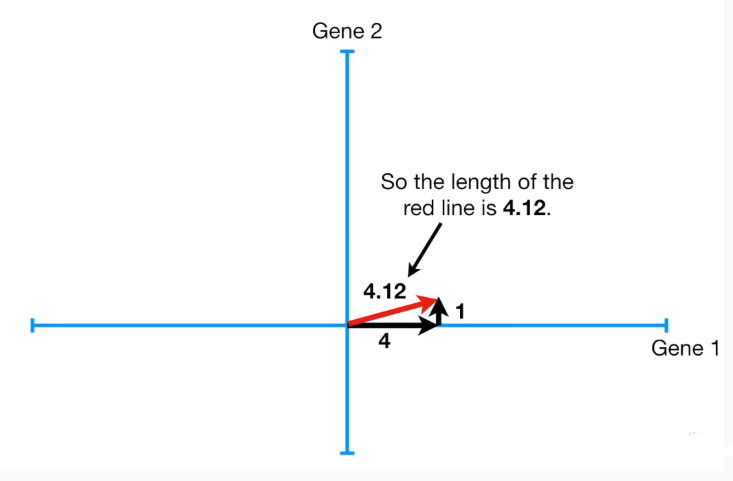 Gene 2
So the length of the
red line is 4.12.
4.12
1
4
Gene 1